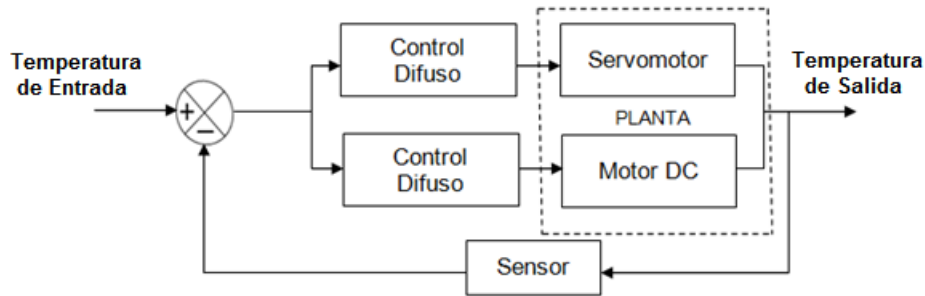 Temperatura
de Entrada
+
−
Control
Difuso
Servomotor
PLANTA
Control
Difuso
Motor DC
Temperatura
de Salida
Sensor